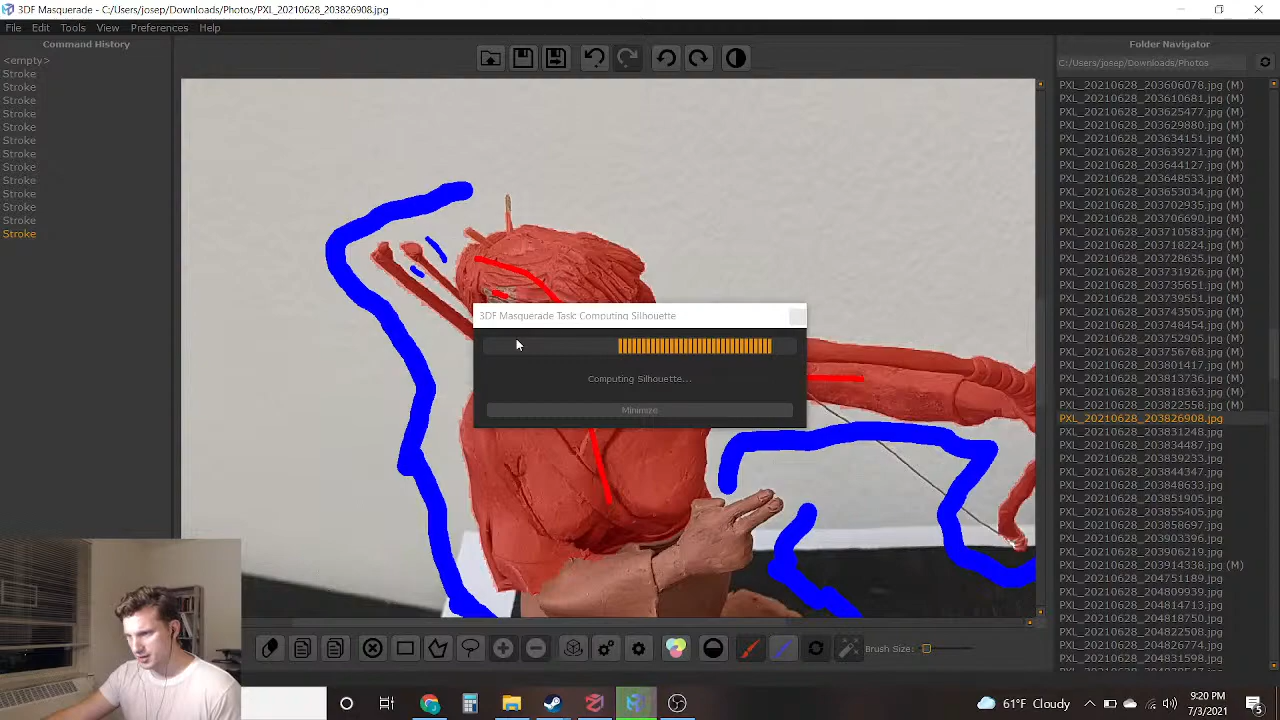 3DF Masquerade - C:/Users/josep/Downloads/Photos/PXL_20210628_203826908.jpg
File Edit Tools View Preferences Help
Command History
<empty>
Stroke
Stroke
Stroke
Stroke
Stroke
Stroke
Stroke
Stroke
Stroke
Stroke
Stroke
Stroke
Stroke
3DF Masquerade Task: Computing Silhouette
Computing Silhouette...
Minimize
Folder Navigator
C:/Users/josep/Downloads/Photos
PXL_20210628_203606078.jpg (M)
PXL_20210628_203610681.jpg (M)
PXL_20210628_203625477.jpg (M)
PXL_20210628_203629880.jpg (M)
PXL_20210628_203634151.jpg (M)
PXL_20210628_203639271.jpg (M)
PXL_20210628_203644127.jpg (M)
PXL_20210628_203648533.jpg (M)
PXL_20210628_203653034.jpg (M)
PXL_20210628_203702935.jpg (M)
PXL_20210628_203706690.jpg (M)
PXL_20210628_203710583.jpg (M)
PXL_20210628_203718224.jpg (M)
PXL_20210628_203728635.jpg (M)
PXL_20210628_203731926.jpg (M)
PXL_20210628_203735651.jpg (M)
PXL_20210628_203739551.jpg (M)
PXL_20210628_203744797.jpg (M)
PXL_20210628_203748454.jpg (M)
PXL_20210628_203752725.jpg (M)
PXL_20210628_203756768.jpg (M)
PXL_20210628_203801417.jpg (M)
PXL_20210628_203813736.jpg (M)
PXL_20210628_203818363.jpg (M)
PXL_20210628_203822558.jpg (M)
PXL_20210628_203826908.jpg
PXL_20210628_203831248.jpg
PXL_20210628_203834487.jpg
PXL_20210628_203839233.jpg
PXL_20210628_203844347.jpg
PXL_20210628_203848633.jpg
PXL_20210628_203851905.jpg
PXL_20210628_203855405.jpg
PXL_20210628_203858697.jpg
PXL_20210628_203903296.jpg
PXL_20210628_203906219.jpg
PXL_20210628_203914338.jpg (M)
PXL_20210628_204751189.jpg
PXL_20210628_204809939.jpg
PXL_20210628_204814713.jpg
PXL_20210628_204818750.jpg
PXL_20210628_204822508.jpg
PXL_20210628_204826774.jpg
PXL_20210628_204831598.jpg
Brush Size:
61°F Cloudy
9:20 PM
7/3/2021
5